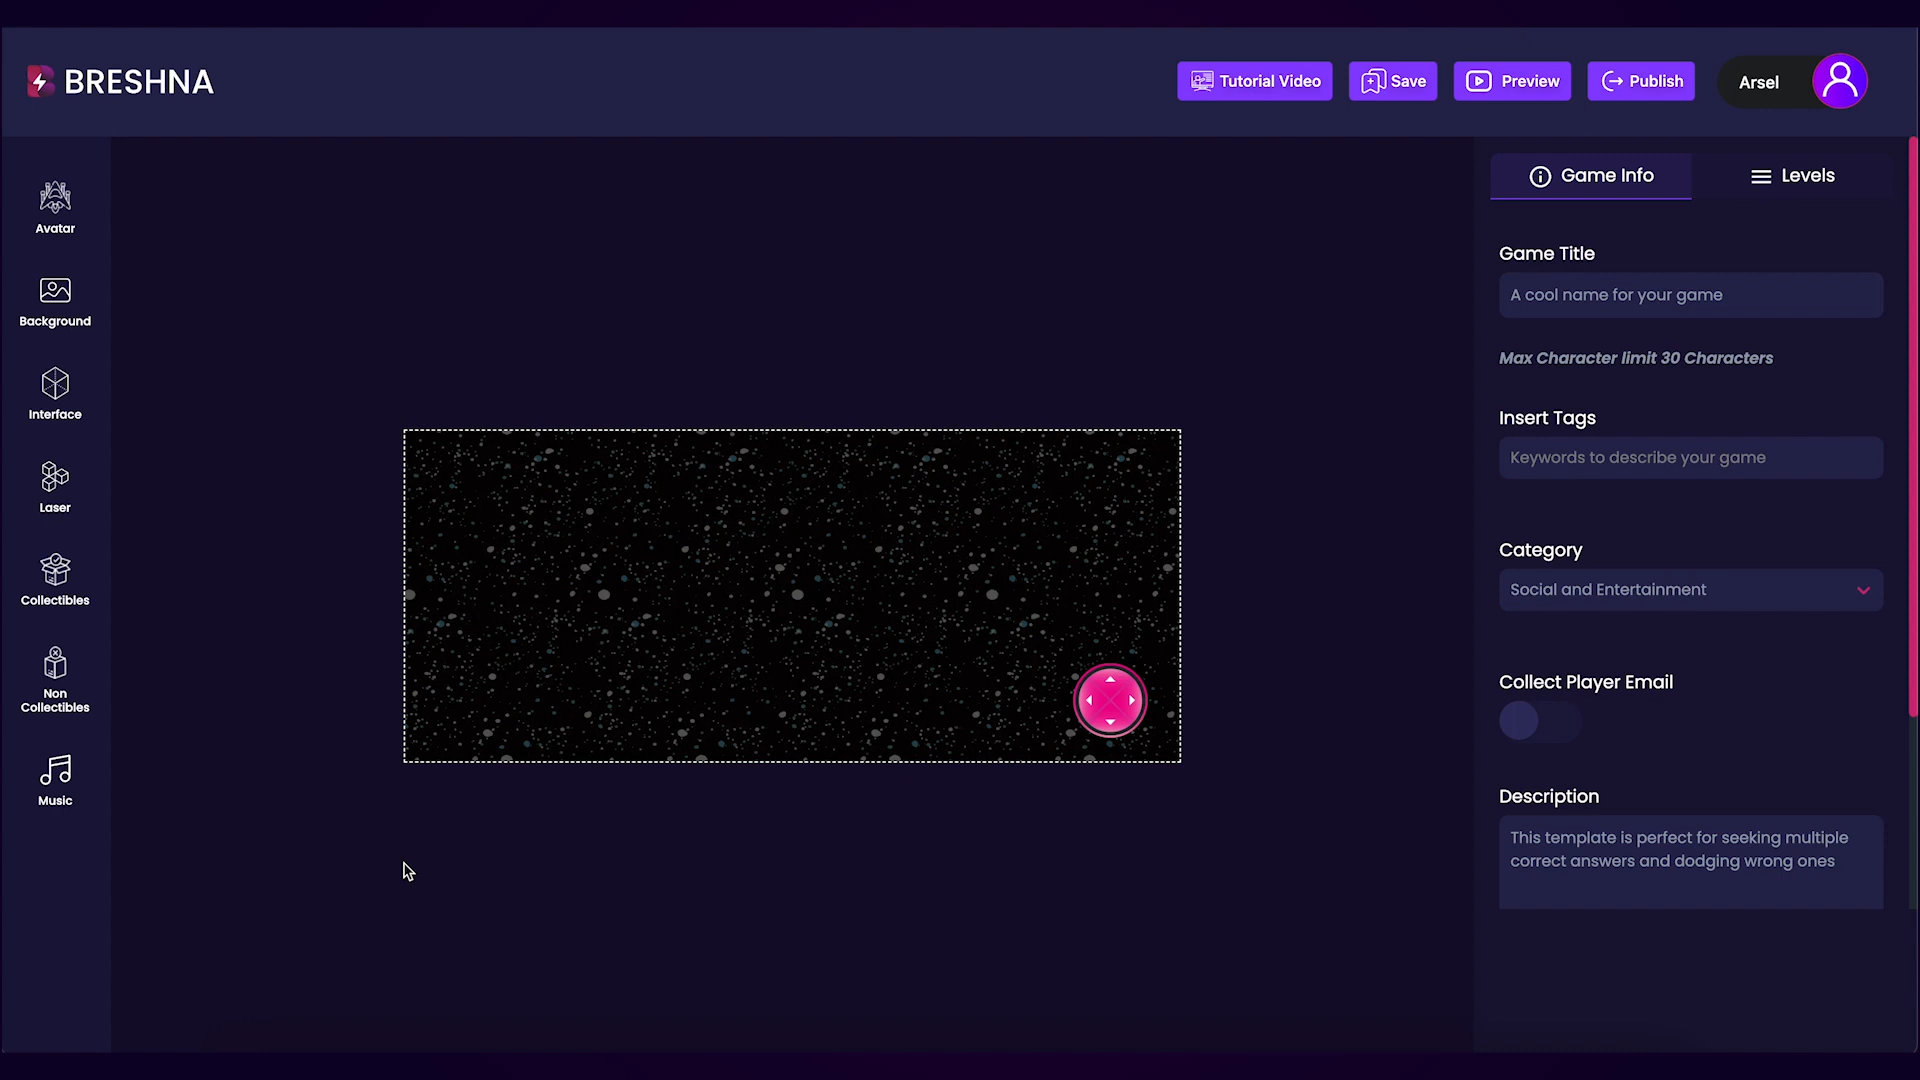 BRESHNA
Tutorial Video
Save
Preview
Publish
Arsel
Avatar
Background
Interface
Laser
Collectibles
Non
Collectibles
Music
Game Info
Levels
Game Title
A cool name for your game
Max Character limit 30 Characters
Insert Tags
Keywords to describe your game
Category
Social and Entertainment
Collect Player Email
Description
This template is perfect for seeking multiple
correct answers and dodging wrong ones